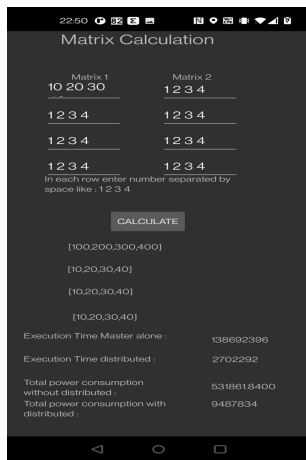 22:50
Matrix Calculation
Matrix 1 Matrix 2
10 20 30 1 2 3 4
1 2 3 4 1 2 3 4
1 2 3 4 1 2 3 4
1 2 3 4 1 2 3 4
In each row enter number separated by
space like : 1 2 3 4
CALCULATE
[100,200,300,400]
[10,20,30,40]
[10,20,30,40]
[10,20,30,40]
Execution Time Master alone : 138692396
Execution Time distributed : 2702292
Total power consumption
without distributed : 531861.8400
Total power consumption with
distributed : 9487834